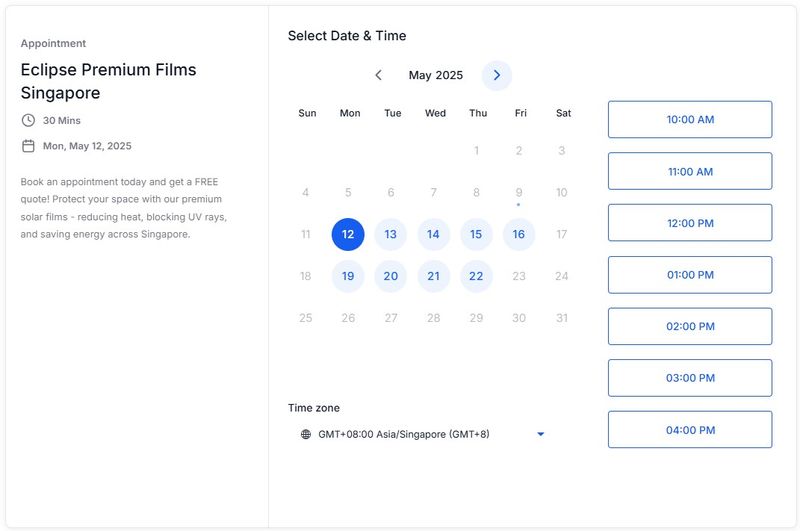 Appointment
Eclipse Premium Films
Singapore
30 Mins
Mon, May 12, 2025
Book an appointment today and get a FREE
quote! Protect your space with our premium
solar films - reducing heat, blocking UV rays,
and saving energy across Singapore.
Select Date & Time
May 2025
Sun Mon Tue Wed Thu Fri Sat
1 2 3
4 5 6 7 8 9 10
11 12 13 14 15 16 17
18 19 20 21 22 23 24
25 26 27 28 29 30 31
Time zone
GMT+08:00 Asia/Singapore (GMT+8)
10:00 AM
11:00 AM
12:00 PM
01:00 PM
02:00 PM
03:00 PM
04:00 PM